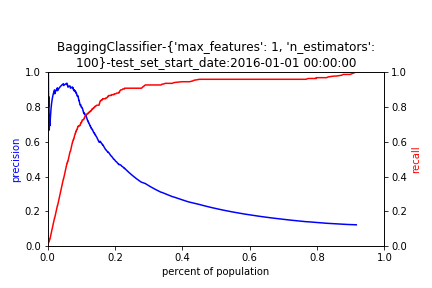 BaggingClassifier-{'max_features': 1, 'n_estimators':
100}-test_set_start_date:2016-01-01 00:00:00
1.0
0.8
0.6
0.4
0.2
0.0
precision
1.0
0.8
0.6
0.4
0.2
0.0
recall
0.0 0.2 0.4 0.6 0.8 1.0
percent of population